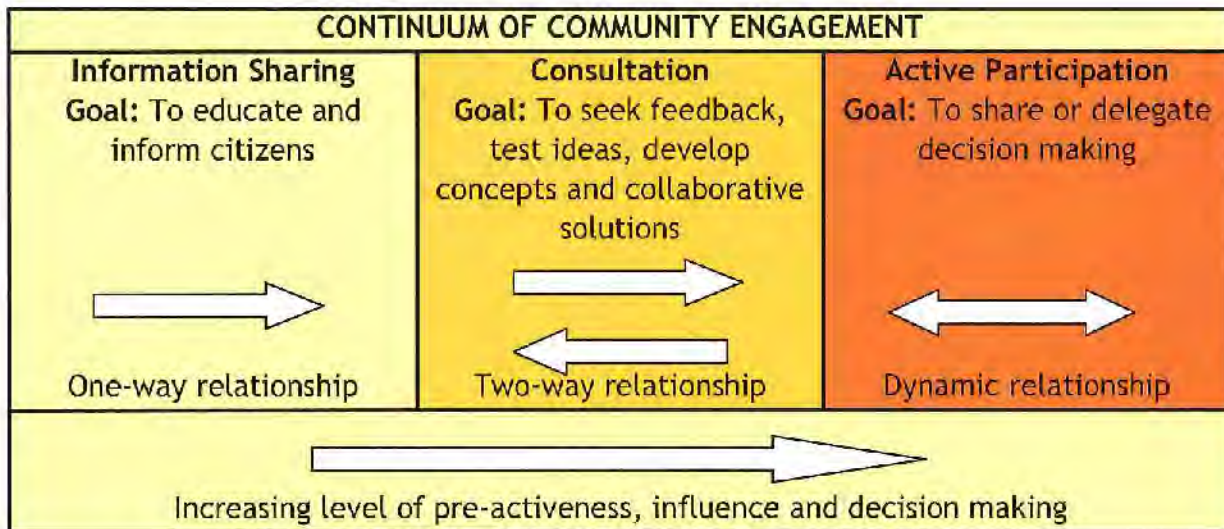 CONTINUUM OF COMMUNITY ENGAGEMENT
Information Sharing
Goal: To educate and
inform citizens
One-way relationship
Consultation
Goal: To seek feedback,
test ideas, develop
concepts and collaborative
solutions
Two-way relationship
Active Participation
Goal: To share or delegate
decision making
Dynamic relationship
Increasing level of pre-activeness, influence and decision making